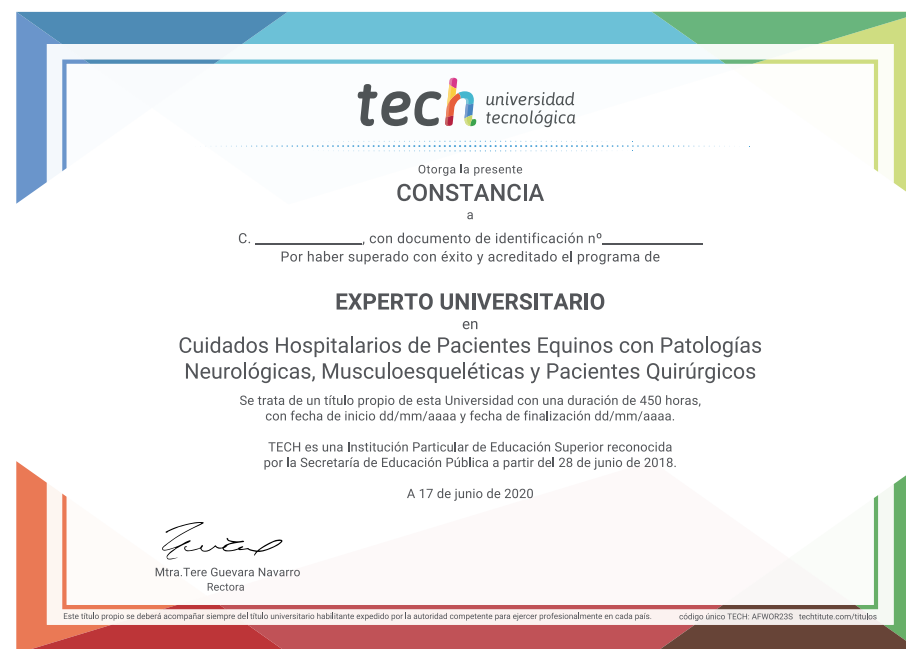 tech universidad
tecnológica
Otorga la presente
CONSTANCIA
a
C. ____________, con documento de identificación nº____________
Por haber superado con éxito y acreditado el programa de
EXPERTO UNIVERSITARIO
en
Cuidados Hospitalarios de Pacientes Equinos con Patologías
Neurológicas, Musculoesqueléticas y Pacientes Quirúrgicos
Se trata de un título propio de esta Universidad con una duración de 450 horas,
con fecha de inicio dd/mm/aaaa y fecha de finalización dd/mm/aaaa.
TECH es una Institución Particular de Educación Superior reconocida
por la Secretaría de Educación Pública a partir del 28 de junio de 2018.
A 17 de junio de 2020
Mtra.Tere Guevara Navarro
Rectora
Este título propio se deberá acompañar siempre del título universitario habilitante expedido por la autoridad competente para ejercer profesionalmente en cada país. código único TECH: AFWOR23S techtitute.com/titulos